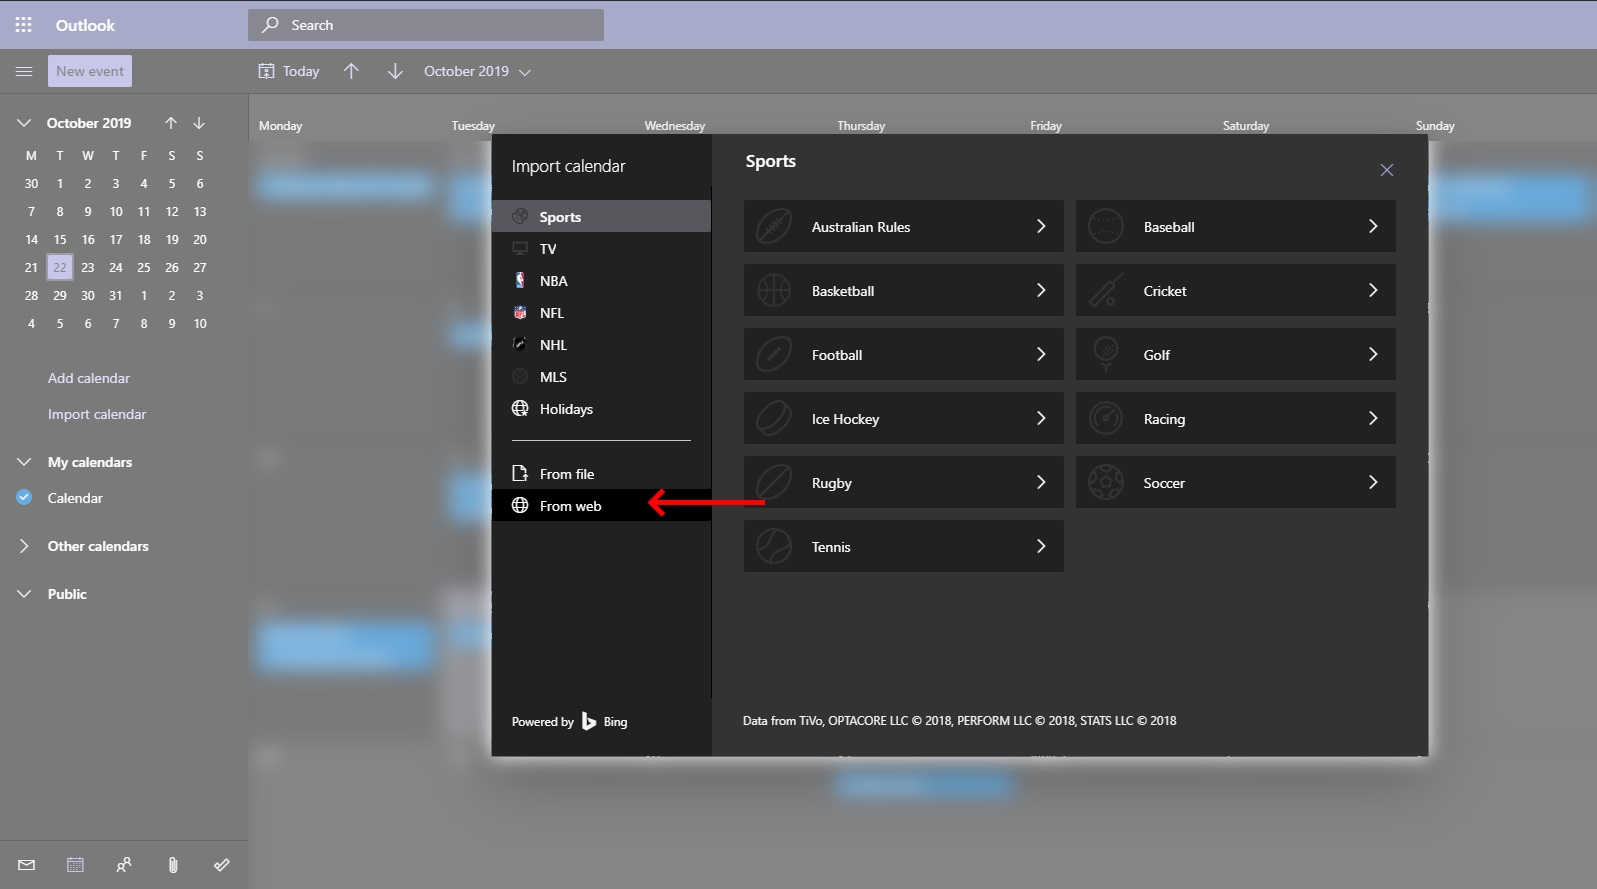 Outlook
Search
New event
Today
October 2019
October 2019
M T W T F S S
30 1 2 3 4 5 6
7 8 9 10 11 12 13
14 15 16 17 18 19 20
21 22 23 24 25 26 27
28 29 30 31 1 2 3
4 5 6 7 8 9 10
Add calendar
Import calendar
My calendars
Calendar
Other calendars
Public
Monday Tuesday Wednesday Thursday Friday Saturday Sunday
Import calendar
Sports
TV
NBA
NFL
NHL
MLS
Holidays
From file
From web
Powered by Bing
Sports
Australian Rules
Baseball
Basketball
Cricket
Football
Golf
Ice Hockey
Racing
Rugby
Soccer
Tennis
Data from TiVo, OPTACORE LLC © 2018, PERFORM LLC © 2018, STATS LLC © 2018